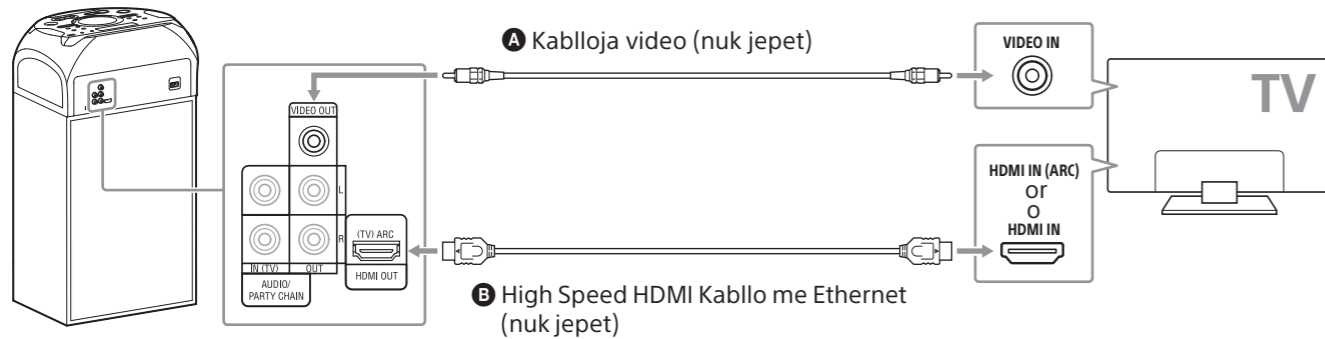 A Kablloja video (nuk jepet)
VIDEO IN
TV
VIDEO OUT
L
R
(TV) ARC
HDMI OUT
IN (TV)
OUT
AUDIO/
PARTY CHAIN
HDMI IN (ARC)
or
o
HDMI IN
B High Speed HDMI Kabllo me Ethernet
(nuk jepet)